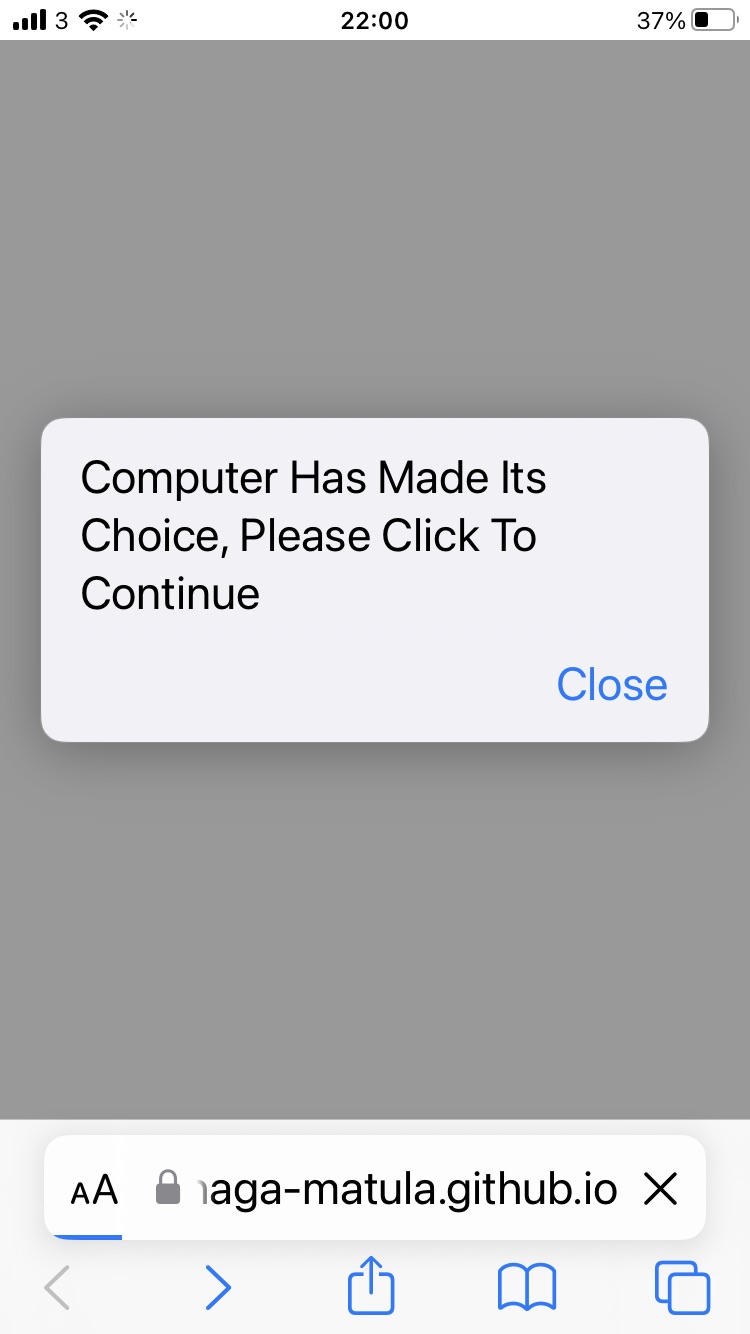 3 22:00 37%
Computer Has Made Its
Choice, Please Click To
Continue
Close
AA aga-matula.github.io